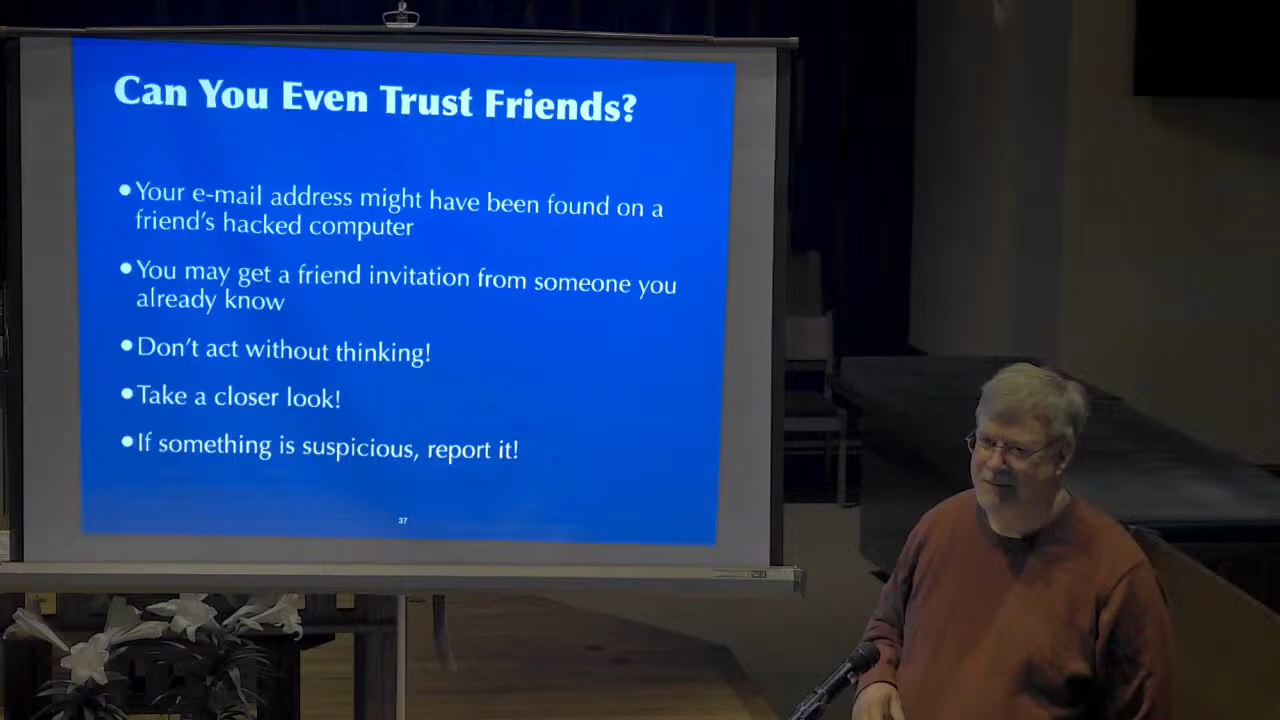 Can You Even Trust Friends?
•Your e-mail address might have been found on a
friend's hacked computer
•You may get a friend invitation from someone you
already know
•Don't act without thinking!
•Take a closer look!
•If something is suspicious, report it!
37